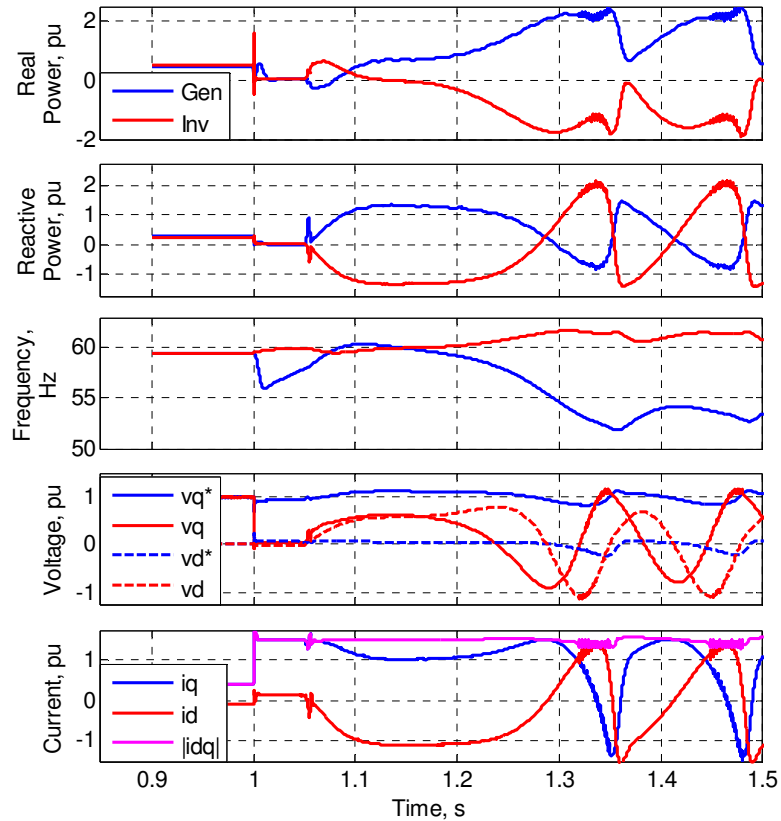 Real
Power, pu
2
0
-2
Gen
Inv
Reactive
Power, pu
2
1
0
-1
Frequency,
Hz
60
55
50
Voltage, pu
1
0
-1
vq*
vq
vd*
vd
Current, pu
1
0
-1
iq
id
|idq|
0.9 1 1.1 1.2 1.3 1.4 1.5
Time, s